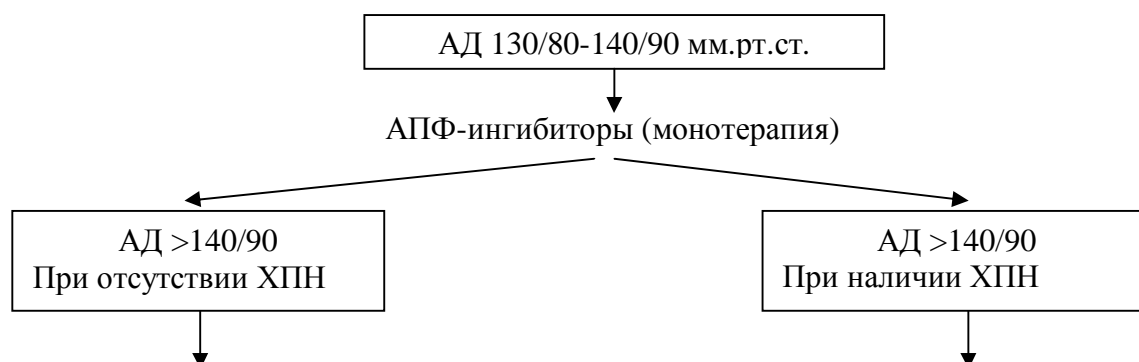 АД 130/80-140/90 мм.рт.ст.
АПФ-ингибиторы (монотерапия)
АД >140/90
При отсутствии ХПН
АД >140/90
При наличии ХПН